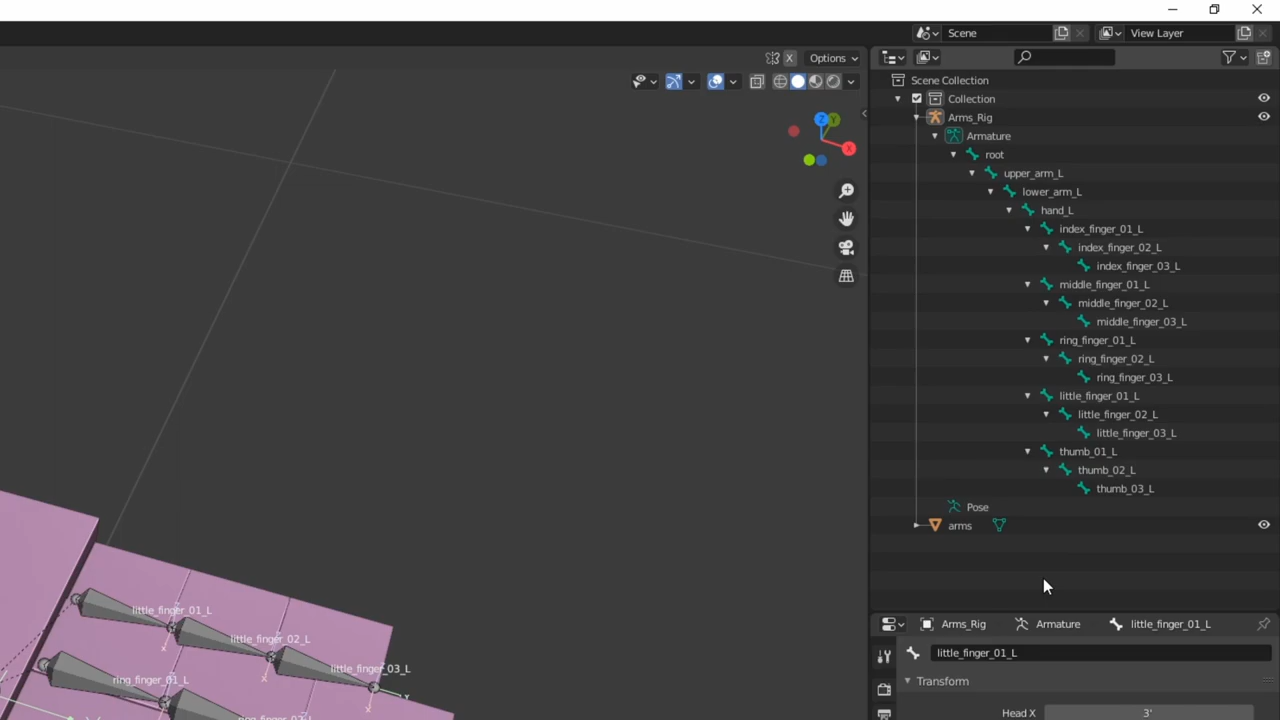 Scene
View Layer
X
Options
Scene Collection
Collection
Z
Y
X
Arms_Rig
Armature
root
upper_arm_L
lower_arm_L
hand_L
index_finger_01_L
index_finger_02_L
index_finger_03_L
middle_finger_01_L
middle_finger_02_L
middle_finger_03_L
ring_finger_01_L
ring_finger_02_L
ring_finger_03_L
little_finger_01_L
little_finger_02_L
little_finger_03_L
thumb_01_L
thumb_02_L
thumb_03_L
Pose
arms
little_finger_01_L
little_finger_02_L
little_finger_03_L
ring_finger_01_L
Arms_Rig Armature little_finger_01_L
little_finger_01_L
Transform
Head X 3'